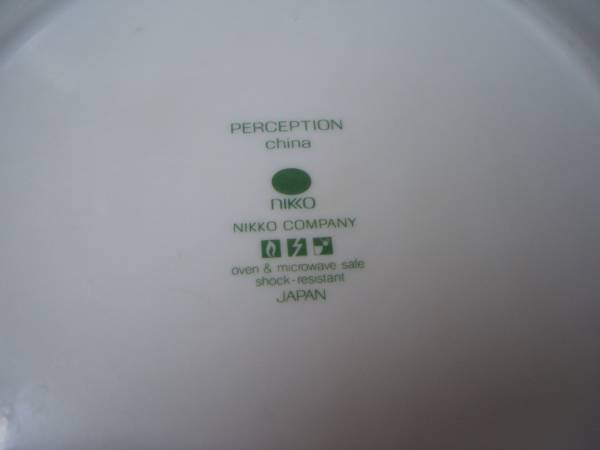 PERCEPTION
china
NIKKO
NIKKO COMPANY
oven & microwave safe
shock-resistant
JAPAN